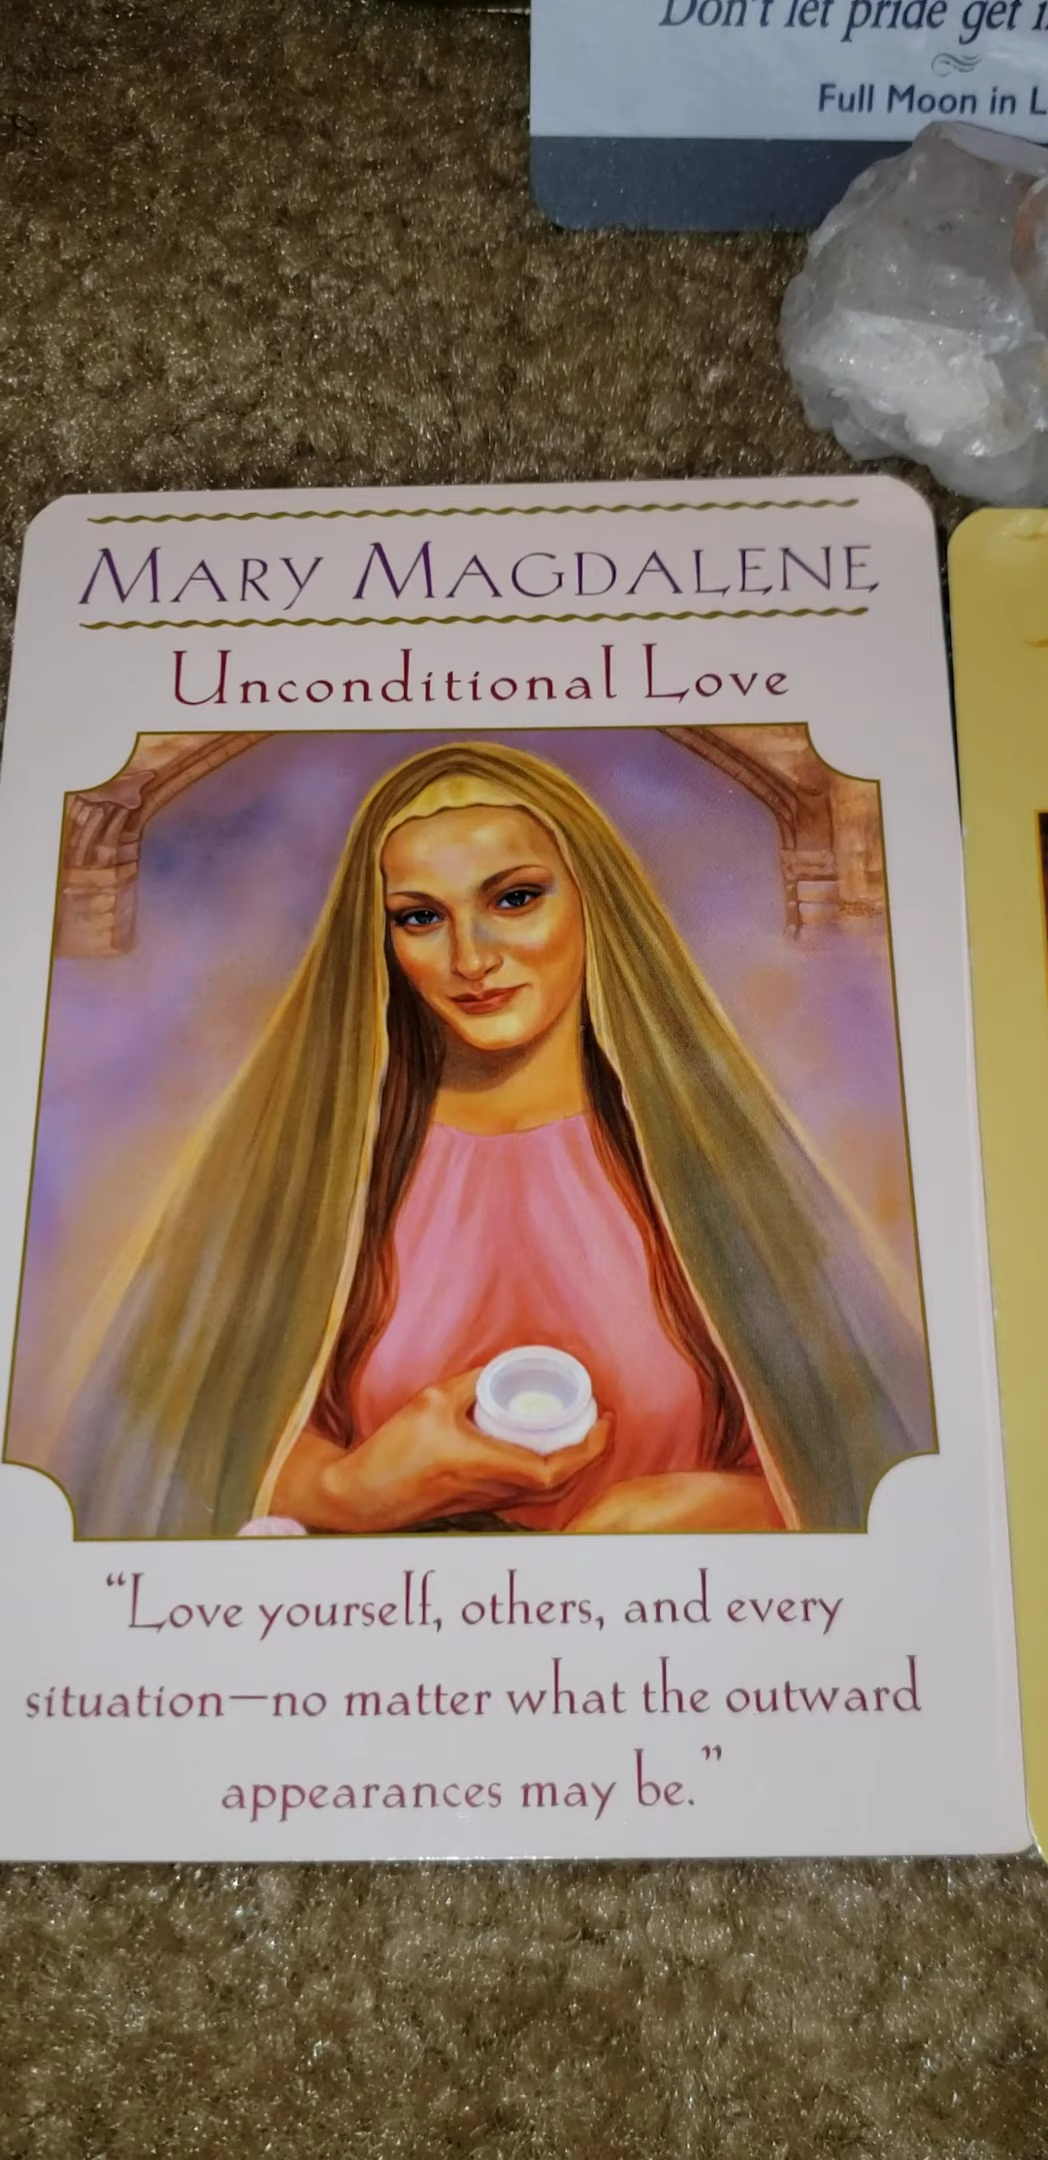 Don't let pride get
Full Moon in L
MARY MAGDALENE
Unconditional Love
“Love yourself, others, and every
situation—no matter what the outward
appearances may be.”